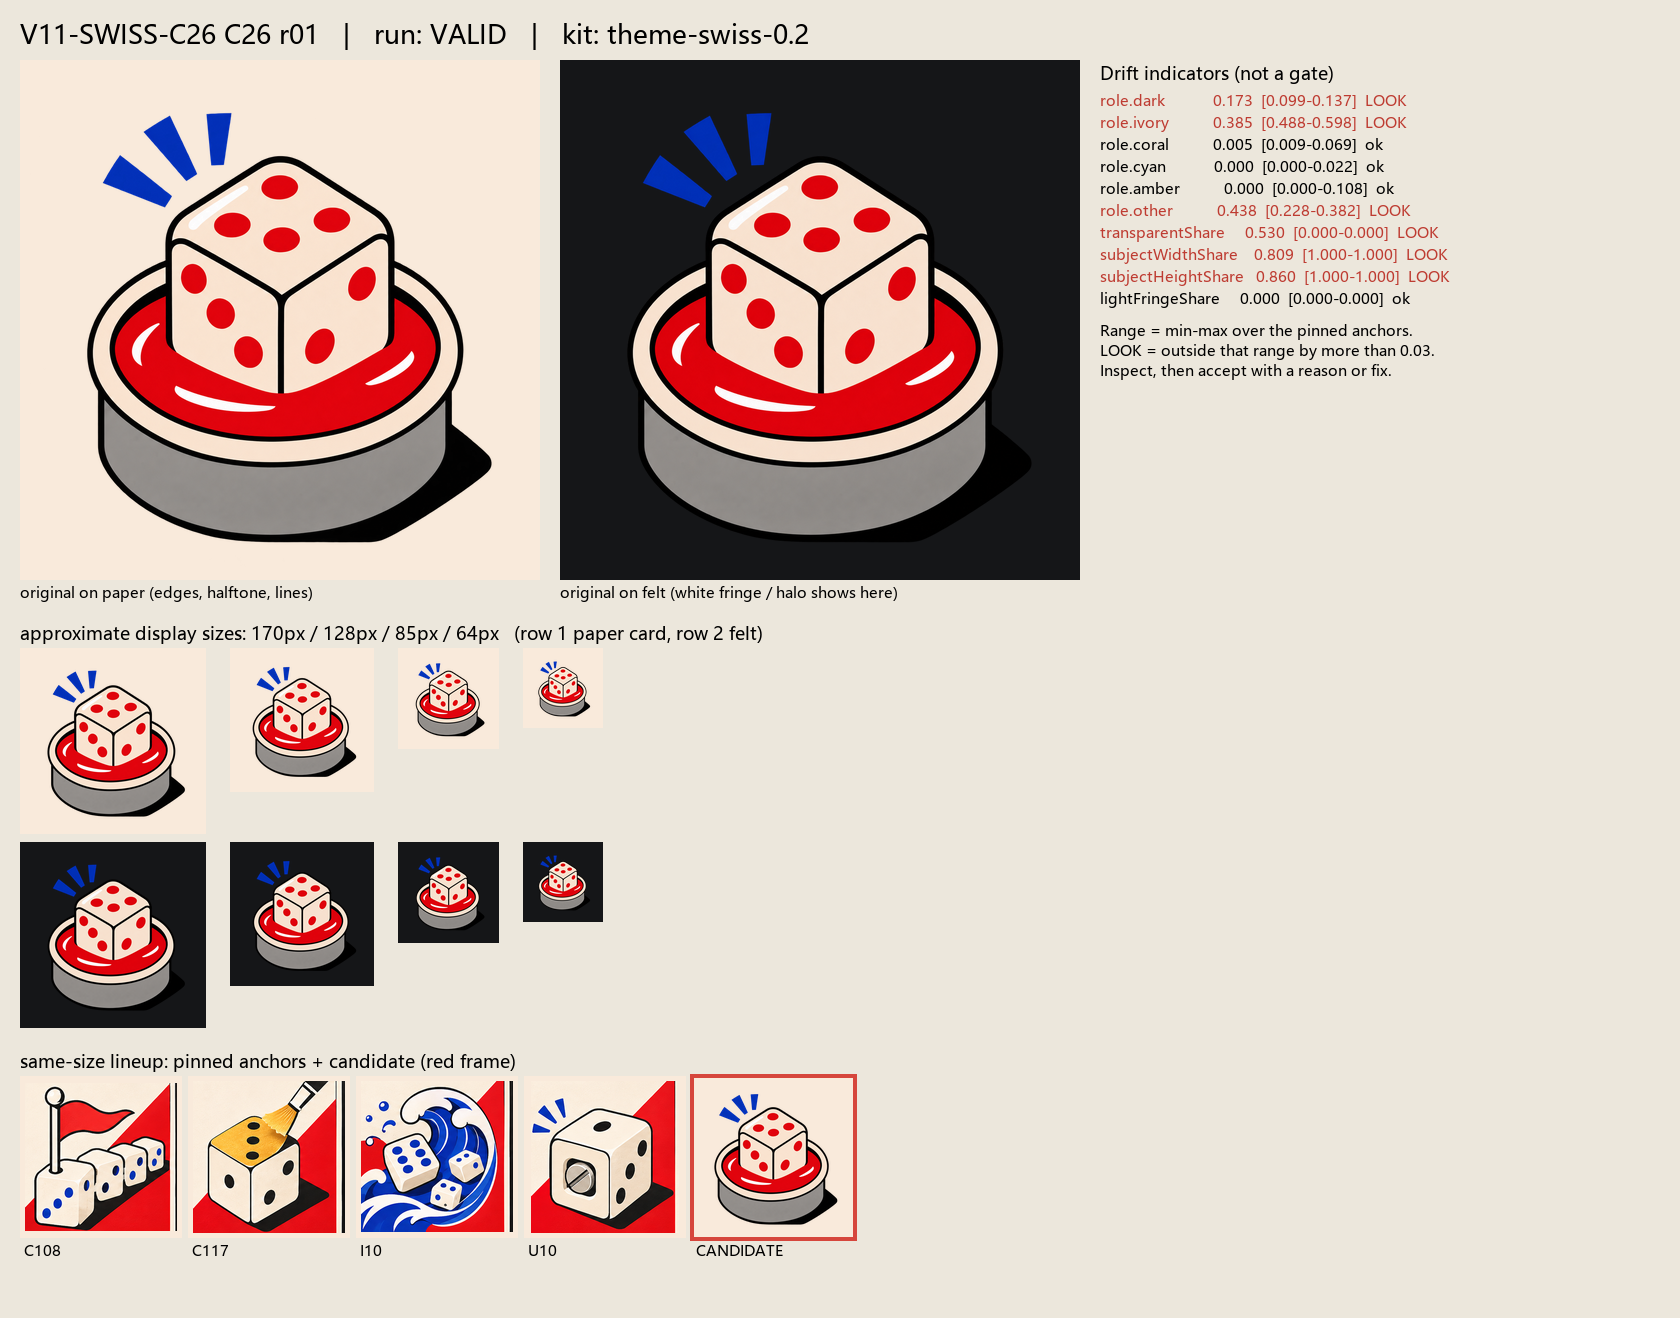 V11-SWISS-C26 C26 r01   |   run: VALID   |   kit: theme-swiss-0.2
Drift indicators (not a gate)
role.dark 0.173 [0.099-0.137] LOOK
role.ivory 0.385 [0.488-0.598] LOOK
role.coral 0.005 [0.009-0.069] ok
role.cyan 0.000 [0.000-0.022] ok
role.amber 0.000 [0.000-0.108] ok
role.other 0.438 [0.228-0.382] LOOK
transparentShare 0.530 [0.000-0.000] LOOK
subjectWidthShare 0.809 [1.000-1.000] LOOK
subjectHeightShare 0.860 [1.000-1.000] LOOK
lightFringeShare 0.000 [0.000-0.000] ok
Range = min-max over the pinned anchors.
LOOK = outside that range by more than 0.03.
Inspect, then accept with a reason or fix.
original on paper (edges, halftone, lines)
original on felt (white fringe / halo shows here)
approximate display sizes: 170px / 128px / 85px / 64px   (row 1 paper card, row 2 felt)
same-size lineup: pinned anchors + candidate (red frame)
C108
C117
I10
U10
CANDIDATE